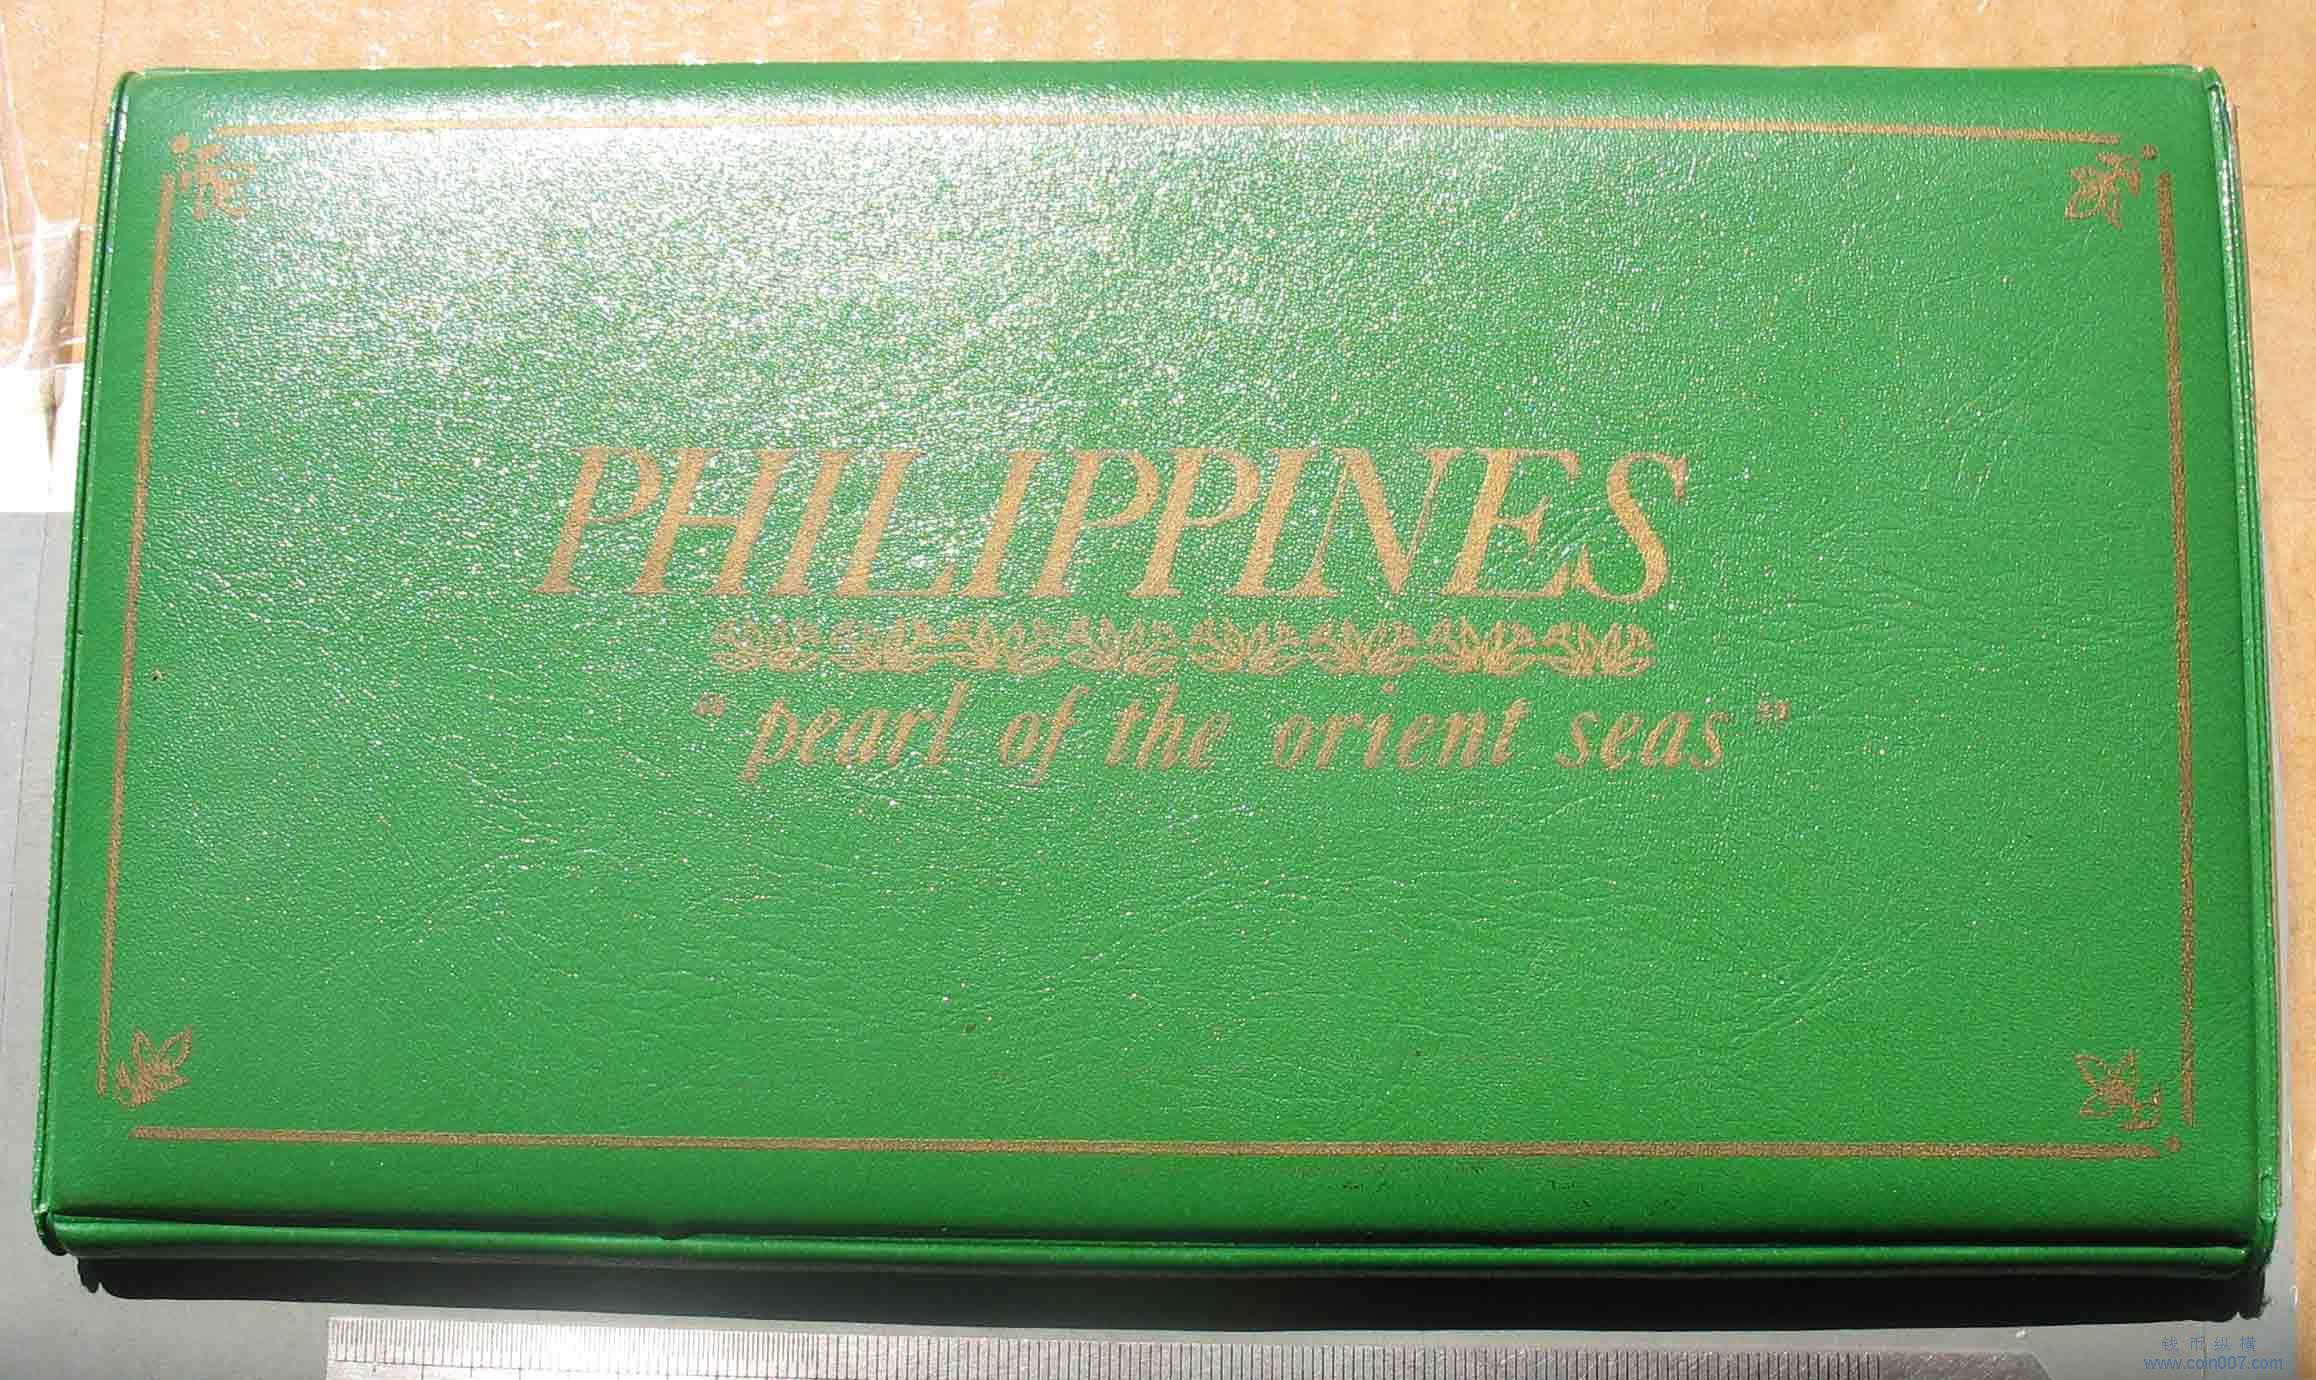 PHILIPPINES
“pearl of the orient seas”
钱币纵横
www.coin007.com